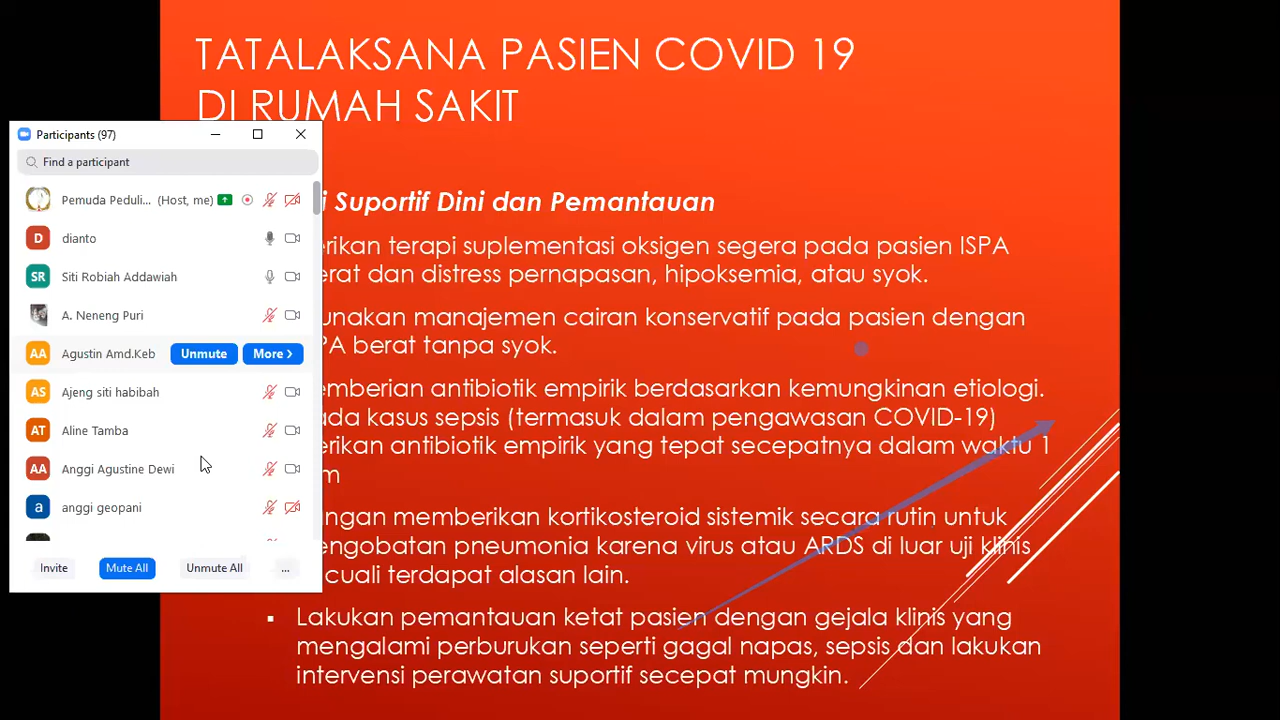 TATALAKSANA PASIEN COVID 19
DI RUMAH SAKIT
Participants (97)
Find a participant
Pemuda Peduli... (Host, me)
D dianto
SR Siti Robiah Addawiah
A. Neneng Puri
AA Agustin Amd.Keb Unmute More >
AS Ajeng siti habibah
AT Aline Tamba
AA Anggi Agustine Dewi
a anggi geopani
Invite Mute All Unmute All ...
i Suportif Dini dan Pemantauan
erikan terapi suplementasi oksigen segera pada pasien ISPA
erat dan distress pernapasan, hipoksemia, atau syok.
unakan manajemen cairan konservatif pada pasien dengan
PA berat tanpa syok.
emberian antibiotik empirik berdasarkan kemungkinan etiologi.
ada kasus sepsis (termasuk dalam pengawasan COVID-19)
erikan antibiotik empirik yang tepat secepatnya dalam waktu 1
m
ngan memberikan kortikosteroid sistemik secara rutin untuk
engobatan pneumonia karena virus atau ARDS di luar uji klinis
cuali terdapat alasan lain.
▪ Lakukan pemantauan ketat pasien dengan gejala klinis yang
mengalami perburukan seperti gagal napas, sepsis dan lakukan
intervensi perawatan suportif secepat mungkin.